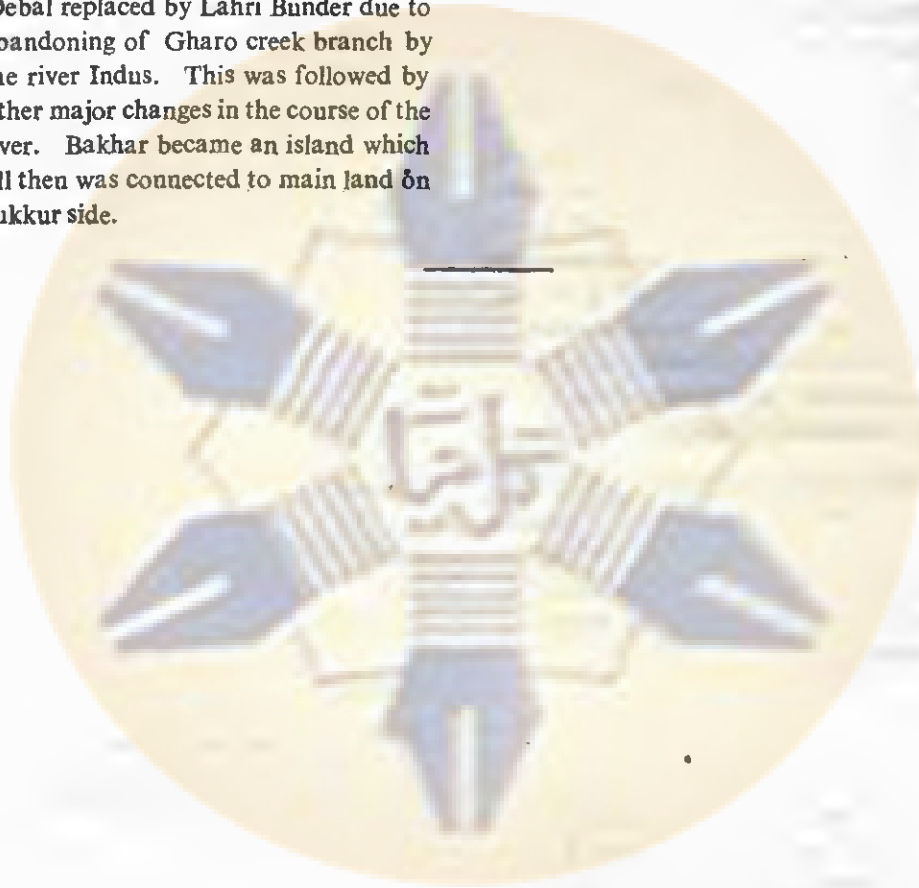 Debal replaced by Lahri Bunder due to
bandoning of Gharo creek branch by
he river Indus. This was followed by
ther major changes in the course of the
ver. Bakhar became an island which
ll then was connected to main land on
ukkur side.